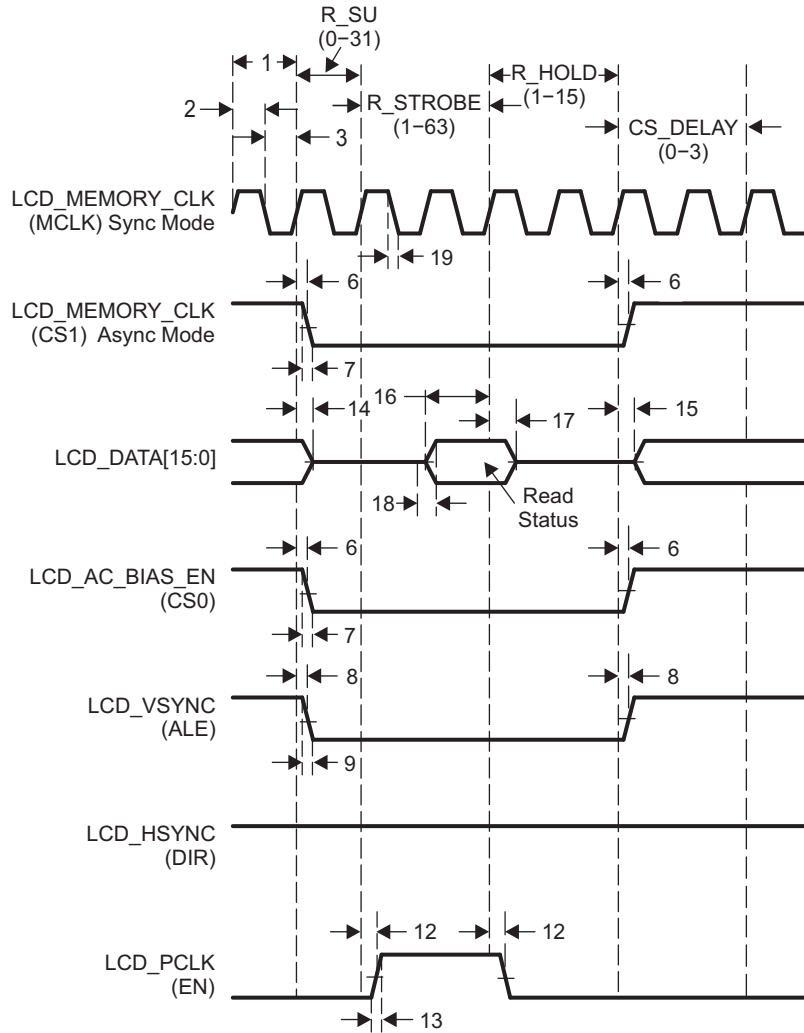 R_SU
(0−31)
1
R_HOLD
(1−15)
2
R_STROBE
(1−63)
3
CS_DELAY
(0−3)
LCD_MEMORY_CLK
(MCLK) Sync Mode
19
6
6
LCD_MEMORY_CLK
(CS1) Async Mode
7
16
14
17
15
LCD_DATA[15:0]
18
Read
Status
6
6
LCD_AC_BIAS_EN
(CS0)
7
8
8
LCD_VSYNC
(ALE)
9
LCD_HSYNC
(DIR)
12
12
LCD_PCLK
(EN)
13